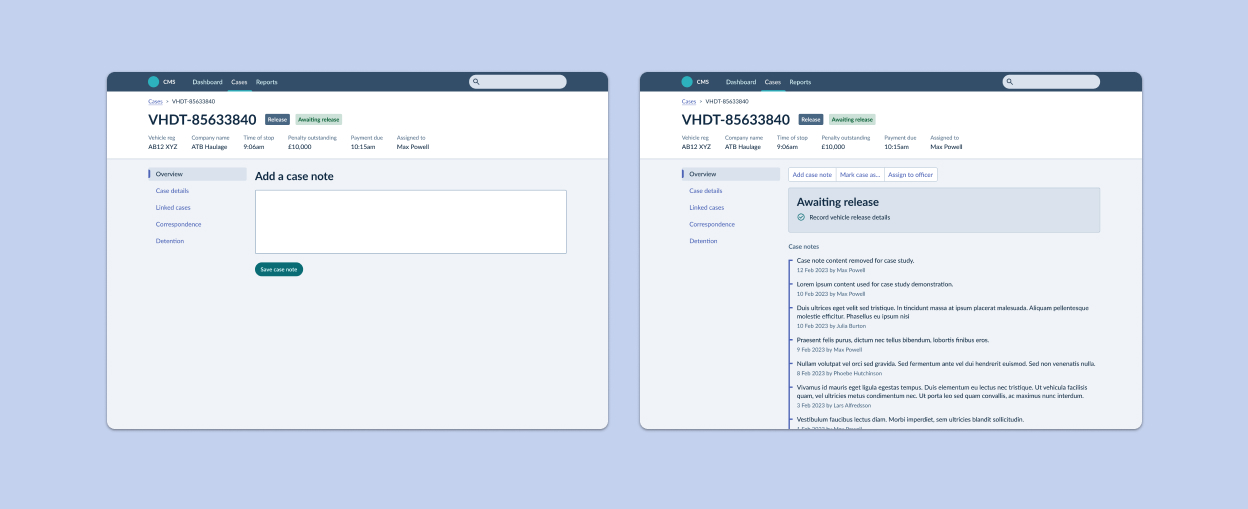 CMS Dashboard Cases Reports
Cases > VHDT-85633840
VHDT-85633840 Release Awaiting release
Vehicle reg Company name Time of stop Penalty outstanding Payment due Assigned to
AB12 XYZ ATB Haulage 9:06am £10,000 10:15am Max Powell
Overview
Case details
Linked cases
Correspondence
Detention
Add a case note
Save case note
CMS Dashboard Cases Reports
Cases > VHDT-85633840
VHDT-85633840 Release Awaiting release
Vehicle reg Company name Time of stop Penalty outstanding Payment due Assigned to
AB12 XYZ ATB Haulage 9:06am £10,000 10:15am Max Powell
Overview
Case details
Linked cases
Correspondence
Detention
Add case note Mark case as... Assign to officer
Awaiting release
Record vehicle release details
Case notes
Case note content removed for case study.
12 Feb 2023 by Max Powell
Lorem ipsum content used for case study demonstration.
10 Feb 2023 by Max Powell
Duis ultrices eget velit sed tristique. In tincidunt massa at ipsum placerat malesuada. Aliquam pellentesque
molestie efficitur. Phasellus eu ipsum nisi
10 Feb 2023 by Julia Burton
Praesent felis purus, dictum nec tellus bibendum, lobortis finibus eros.
9 Feb 2023 by Max Powell
Nullam volutpat vel orci sed gravida. Sed fermentum ante vel dui hendrerit euismod. Sed non venenatis nulla.
8 Feb 2023 by Phoebe Hutchinson
Vivamus id mauris eget ligula egestas tempus. Duis elementum eu lectus nec tristique. Ut vehicula facilisis
quam, vel ultricies metus condimentum nec. Ut porta leo sed quam convallis, ac maximus nunc interdum.
3 Feb 2023 by Lars Alfredsson
Vestibulum faucibus lectus diam. Morbi imperdiet, sem ultricies blandit sollicitudin.